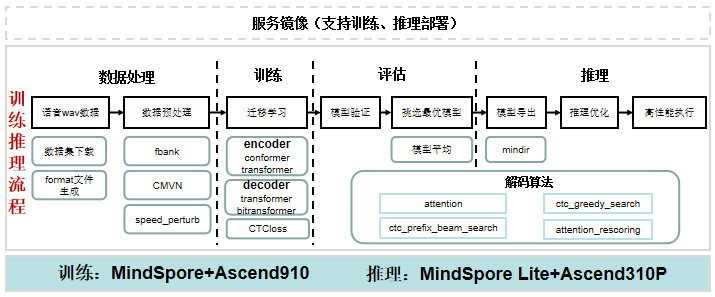 服务镜像（支持训练、推理部署）
训练推理流程
数据处理
训练
评估
推理
语音wav数据
数据预处理
迁移学习
模型验证
挑选最优模型
模型导出
推理优化
高性能执行
数据集下载
format文件
生成
fbank
CMVN
speed_perturb
encoder
conformer
transformer
decoder
transformer
bitransformer
CTCloss
模型平均
mindir
解码算法
attention
ctc_greedy_search
ctc_prefix_beam_search
attention_rescoring
训练：MindSpore+Ascend910
推理：MindSpore Lite+Ascend310P